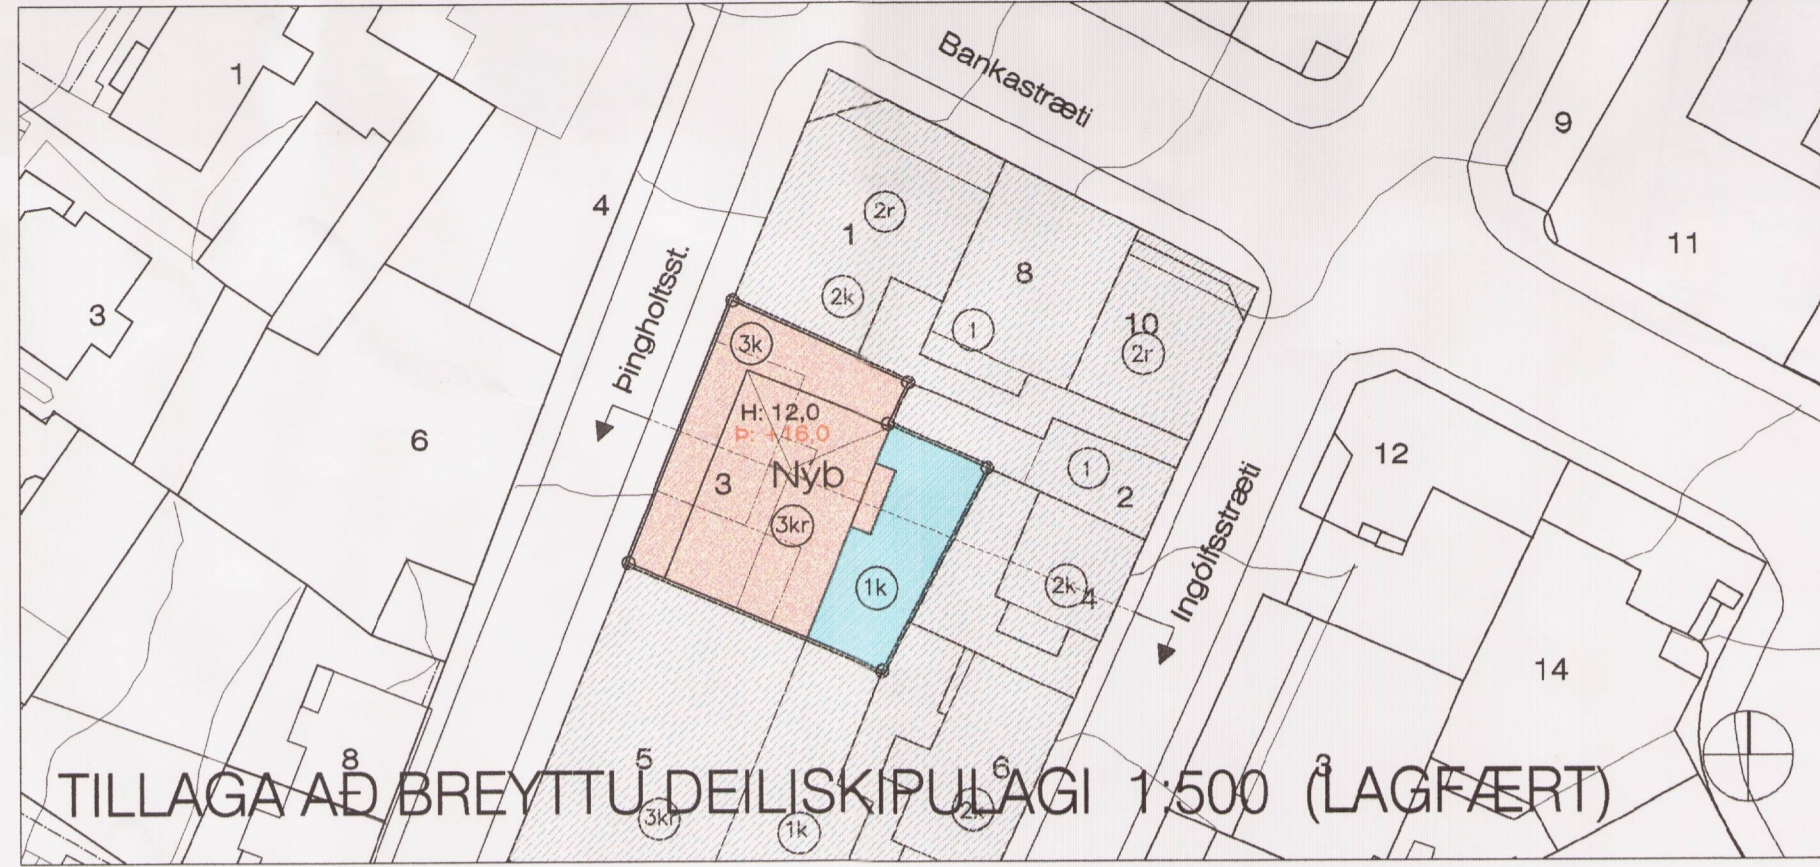 Bankastræti
1
9
4
2r
1
11
8
Þingholtsst.
2k
3
1
10
3k
2r
H: 12,0
Þ: +16,0
6
12
Nýb
1
3
2
3kr
Ingólfsstræti
1k
2k
4
14
8
5
6
3
TILLAGA AÐ BREYTTU DEILISKIPULAGI 1:500 (LAGFÆRT)
3kr
1k
2k